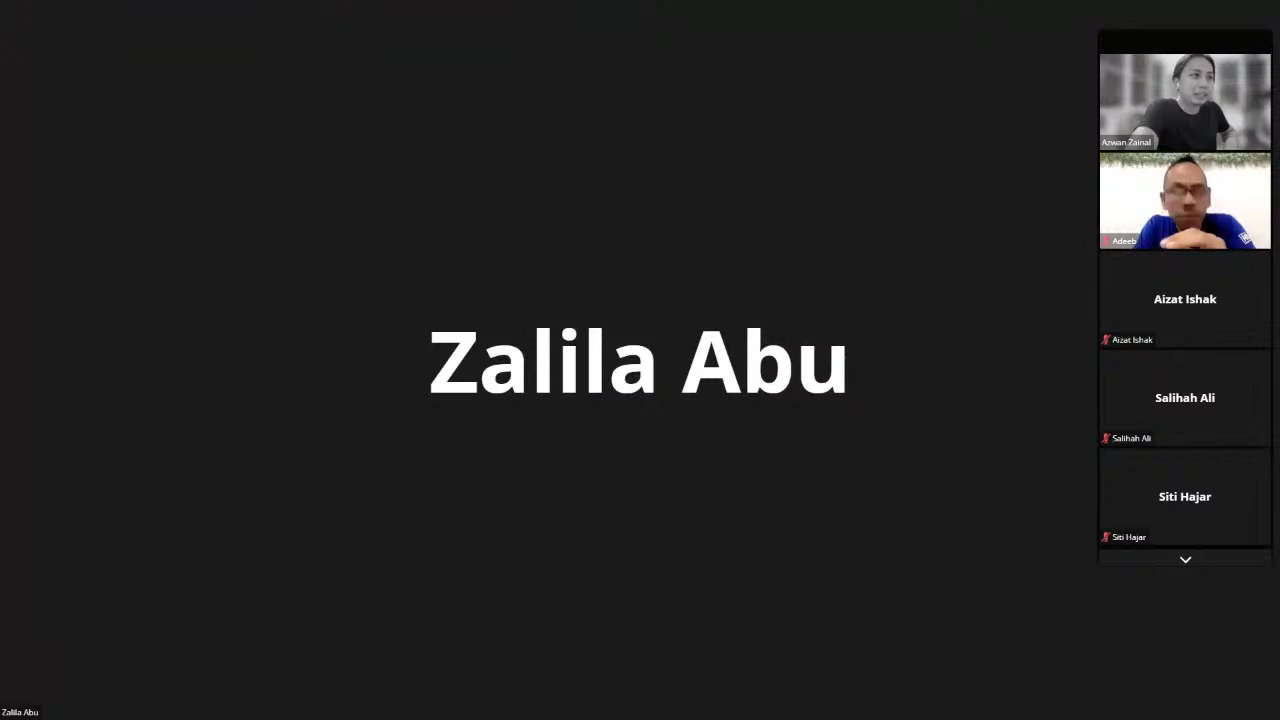 Azwan Zainal
Adeeb
Aizat Ishak
Aizat Ishak
Salihah Ali
Salihah Ali
Siti Hajar
Siti Hajar
Zalila Abu
Zalila Abu